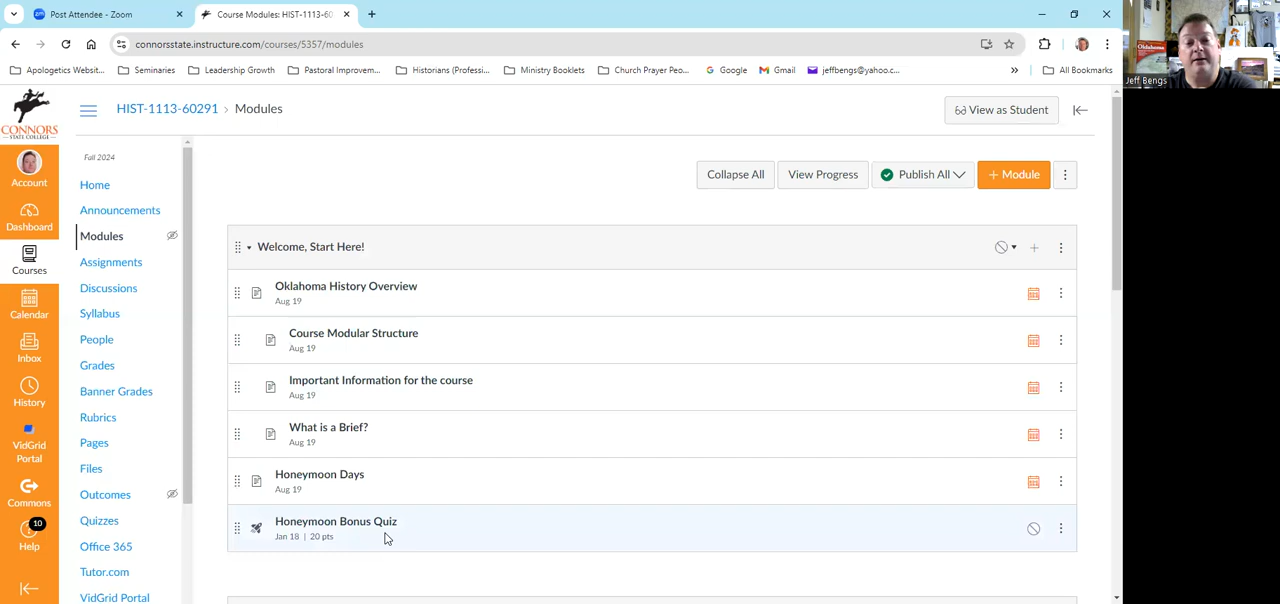 Post Attendee - Zoom
Course Modules: HIST-1113-60
connorsstate.instructure.com/courses/5357/modules
Apologetics Websit...
Seminaries
Leadership Growth
Pastoral Improvem...
Historians (Professi...
Ministry Booklets
Church Prayer Peo...
Google
Gmail
jeffbengs@yahoo.c...
All Bookmarks
Oklahoma
Jeff Bengs
CONNORS
STATE COLLEGE
HIST-1113-60291 › Modules
View as Student
Account
Dashboard
Courses
Calendar
Inbox
History
VidGrid
Portal
Commons
10
Help
Fall 2024
Home
Announcements
Modules
Assignments
Discussions
Syllabus
People
Grades
Banner Grades
Rubrics
Pages
Files
Outcomes
Quizzes
Office 365
Tutor.com
VidGrid Portal
Collapse All
View Progress
Publish All
+ Module
Welcome, Start Here!
Oklahoma History Overview
Aug 19
Course Modular Structure
Aug 19
Important Information for the course
Aug 19
What is a Brief?
Aug 19
Honeymoon Days
Aug 19
Honeymoon Bonus Quiz
Jan 18 | 20 pts